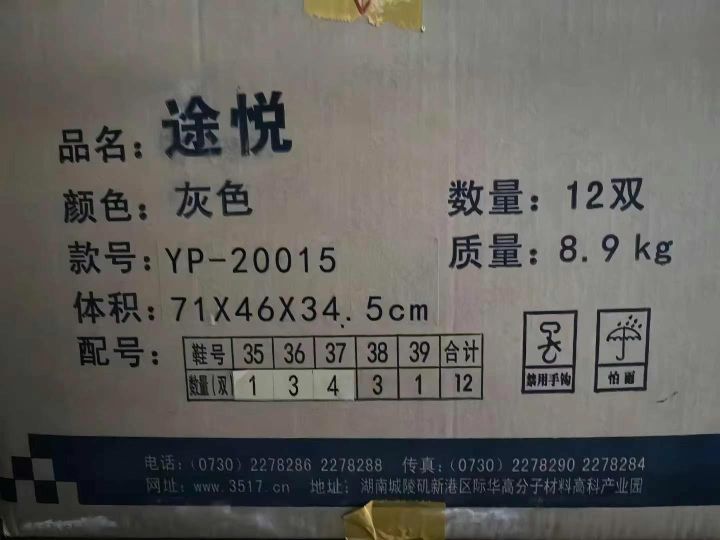 品名：途悦
颜色：灰色
数量：12双
款号：YP-20015
质量：8.9kg
体积：71X46X34.5cm
配号：
鞋号 35 36 37 38 39 合计
数量(双) 1 3 4 3 1 12
禁用手钩
怕雨
电话：(0730) 2278286 2278288 传真：(0730) 2278290 2278284
网址：www.3517.cn 地址：湖南城陵矶新港区际华高分子材料高科产业园